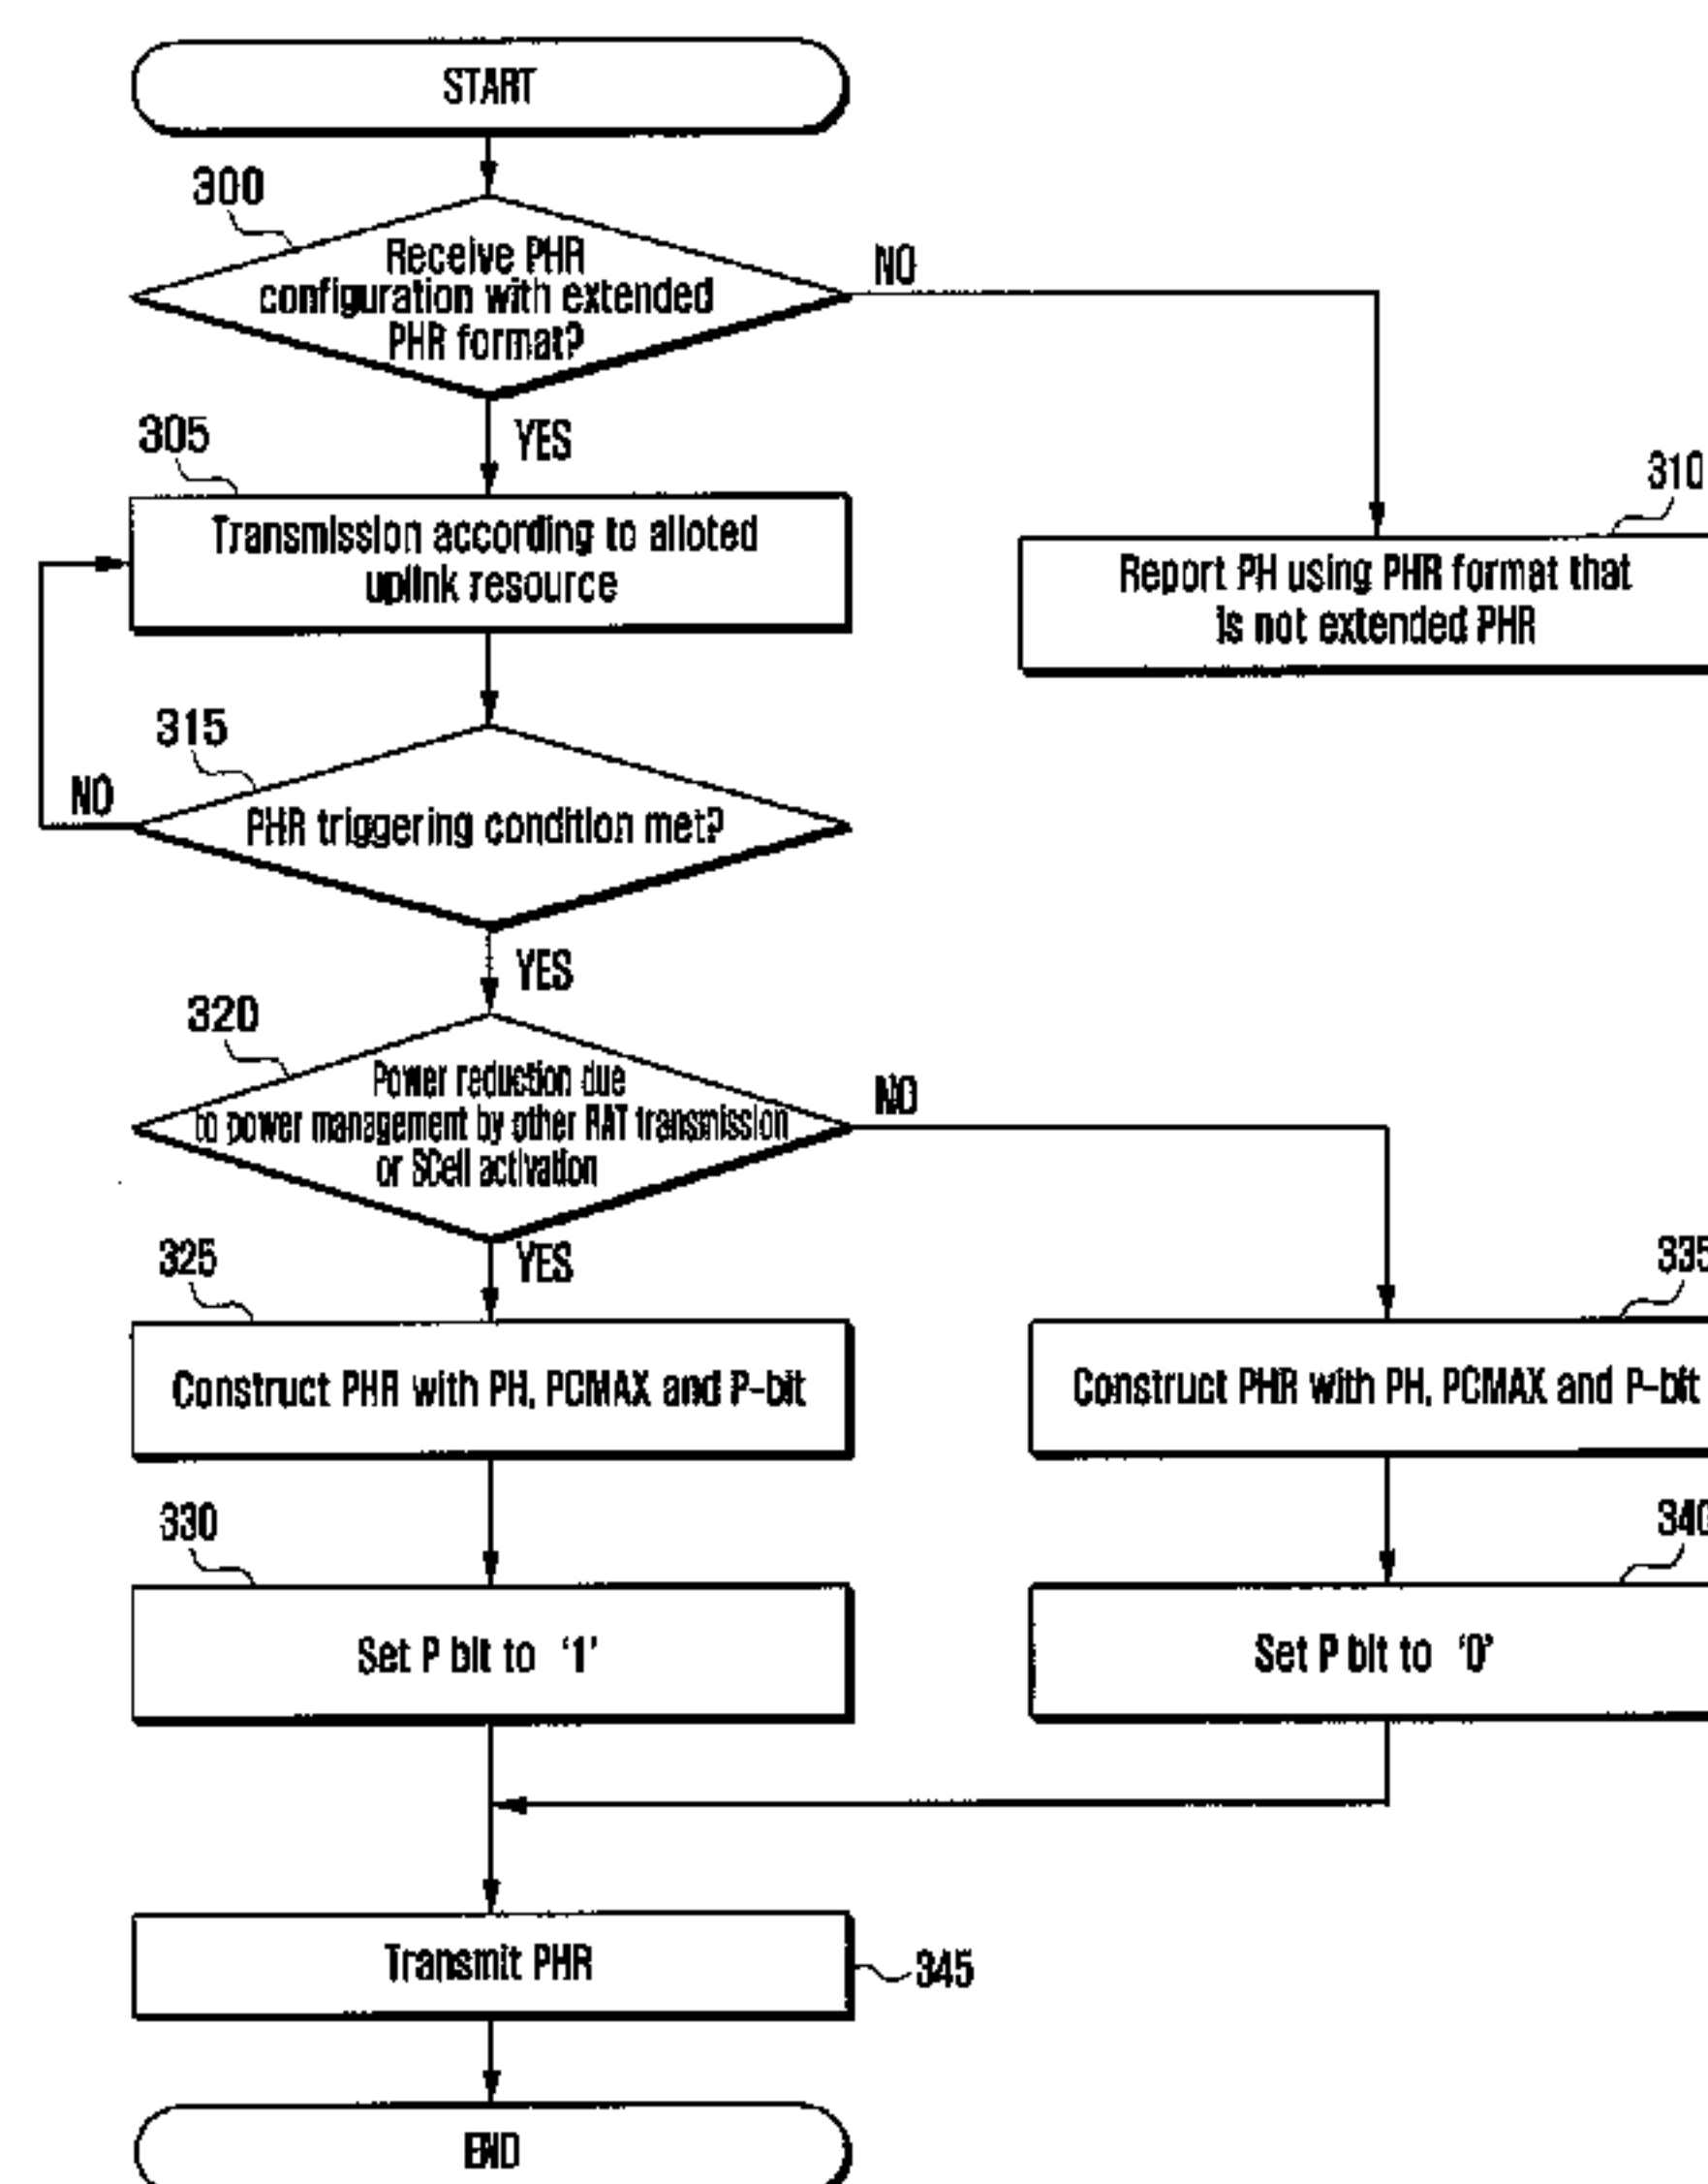 START
300
Receive PHR
configuration with extended
PHR format?
NO
YES
305
Transmission according to alloted
uplink resource
310
Report PH using PHR format that
is not extended PHR
315
NO
PHR triggering condition met?
YES
320
Power reduction due
to power management by other RAT transmission
or SCell activation
NO
YES
325
Construct PHR with PH, PCMAX and P-bit
335
Construct PHR with PH, PCMAX and P-bit
330
Set P bit to '1'
340
Set P bit to '0'
Transmit PHR
345
END